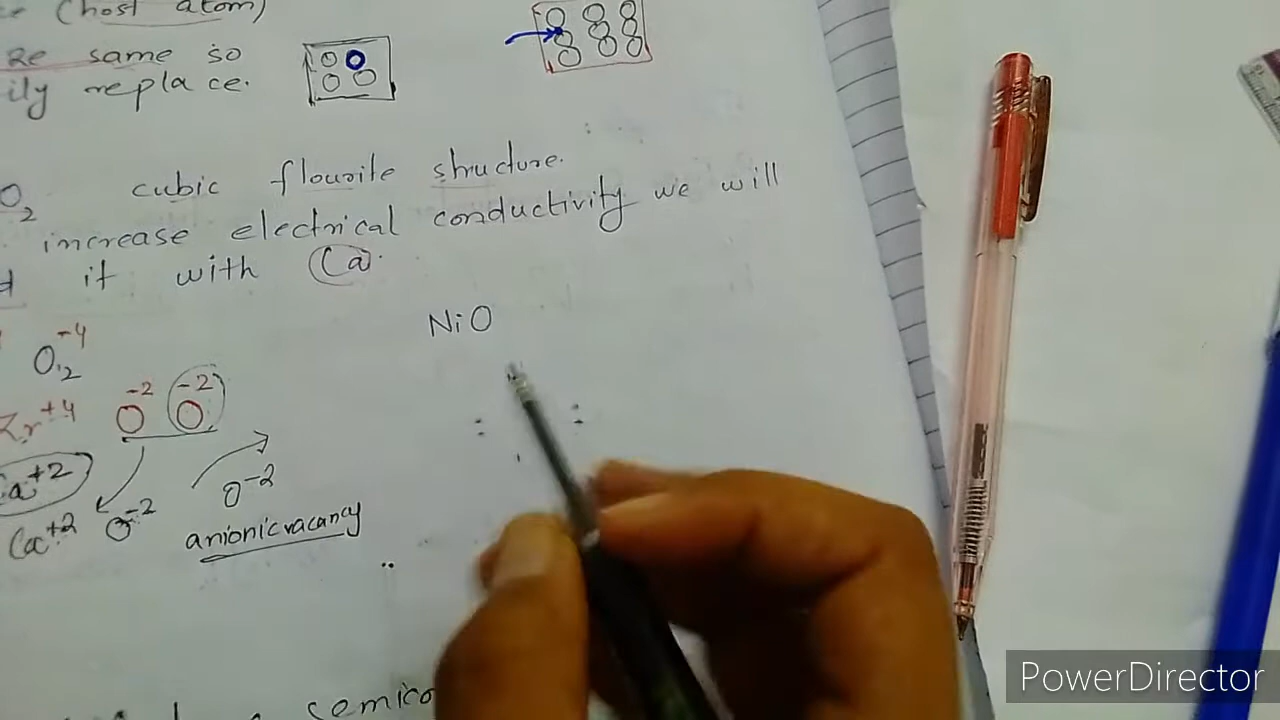 (host atom)
Re same so
ily replace.
O2 cubic flourite structure.
increase electrical conductivity we will
it with (Ca).
NiO
O2 -4
Zr+4 O-2 O-2
Ca+2
Ca+2 O-2 O-2
anionic vacancy
semico
PowerDirector